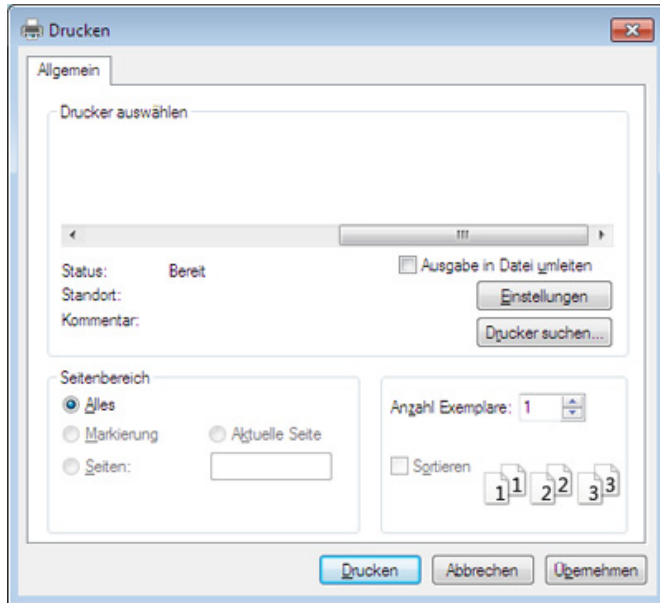 Drucken
Allgemein
Drucker auswählen
Status: Bereit
Ausgabe in Datei umleiten
Standort:
Einstellungen
Kommentar:
Drucker suchen...
Seitenbereich
Alles
Anzahl Exemplare: 1
Markierung
Aktuelle Seite
Seiten:
Sortieren
1 1 2 2 3 3
Drucken Abbrechen Übernehmen